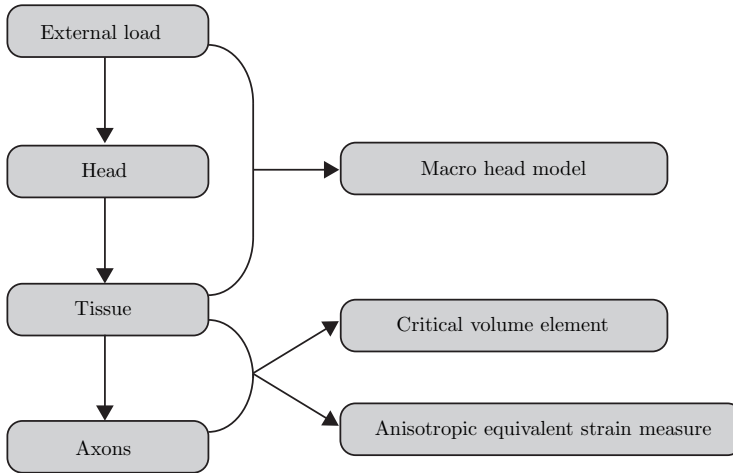 External load
Head
Macro head model
Tissue
Critical volume element
Anisotropic equivalent strain measure
Axons